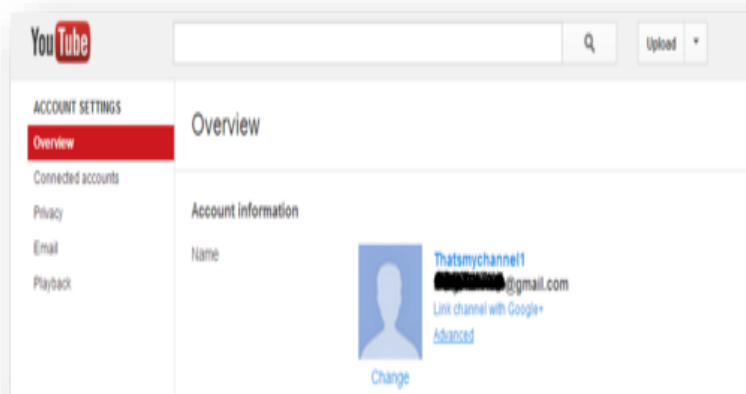 YouTube
Upload
ACCOUNT SETTINGS
Overview
Connected accounts
Privacy
Email
Playback
Overview
Account information
Name
Thatsmychannel1
@gmail.com
Link channel with Google+
Advanced
Change